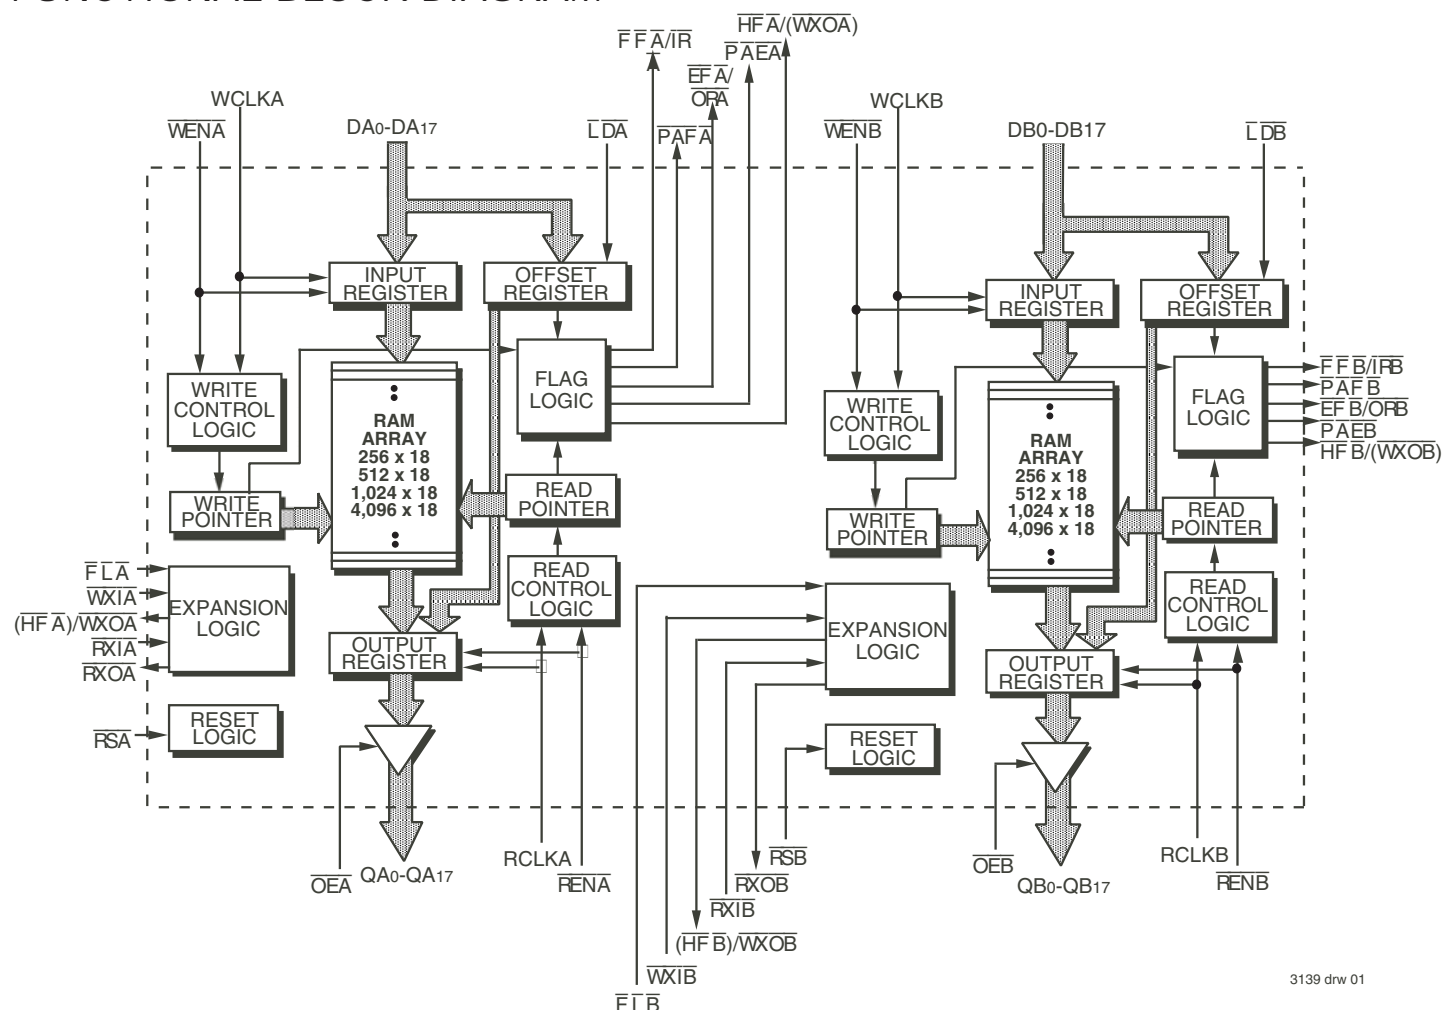 FUNCTIONAL BLOCK DIAGRAM
HFA/(WXOA)
FFA/IR
PAEA
EFA/
ORA
WCLKA
WCLKB
WENA
DA0-DA17
LDA
PAFA
WENB
DB0-DB17
LDB
INPUT
REGISTER
OFFSET
REGISTER
INPUT
REGISTER
OFFSET
REGISTER
WRITE
CONTROL
LOGIC
RAM
ARRAY
256 x 18
512 x 18
1,024 x 18
4,096 x 18
FLAG
LOGIC
WRITE
CONTROL
LOGIC
RAM
ARRAY
256 x 18
512 x 18
1,024 x 18
4,096 x 18
FLAG
LOGIC
FFB/IRB
PAFB
EFB/ORB
PAEB
HFB/(WXOB)
WRITE
POINTER
READ
POINTER
WRITE
POINTER
READ
POINTER
FLA
WXIA
(HFA)/WXOA
RXIA
RXOA
EXPANSION
LOGIC
READ
CONTROL
LOGIC
EXPANSION
LOGIC
READ
CONTROL
LOGIC
OUTPUT
REGISTER
OUTPUT
REGISTER
RSA
RESET
LOGIC
RESET
LOGIC
OEA
QA0-QA17
RCLKA
RENA
RSB
OEB
QB0-QB17
RCLKB
RENB
RXOB
RXIB
(HFB)/WXOB
WXIB
FLB
3139 drw 01